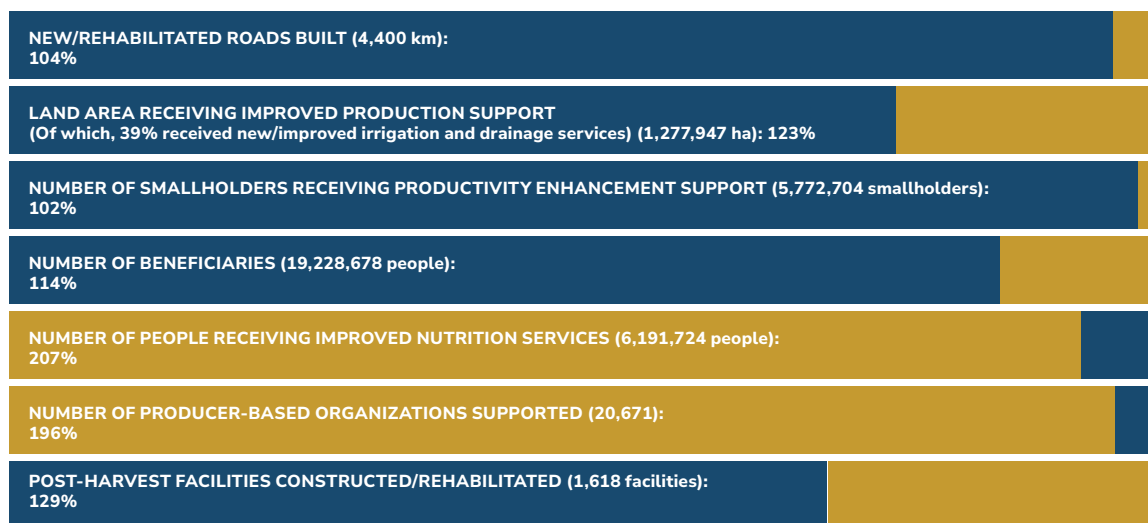 NEW/REHABILITATED ROADS BUILT (4,400 km):
104%
LAND AREA RECEIVING IMPROVED PRODUCTION SUPPORT
(Of which, 39% received new/improved irrigation and drainage services) (1,277,947 ha): 123%
NUMBER OF SMALLHOLDERS RECEIVING PRODUCTIVITY ENHANCEMENT SUPPORT (5,772,704 smallholders):
102%
NUMBER OF BENEFICIARIES (19,228,678 people):
114%
NUMBER OF PEOPLE RECEIVING IMPROVED NUTRITION SERVICES (6,191,724 people):
207%
NUMBER OF PRODUCER-BASED ORGANIZATIONS SUPPORTED (20,671):
196%
POST-HARVEST FACILITIES CONSTRUCTED/REHABILITATED (1,618 facilities):
129%